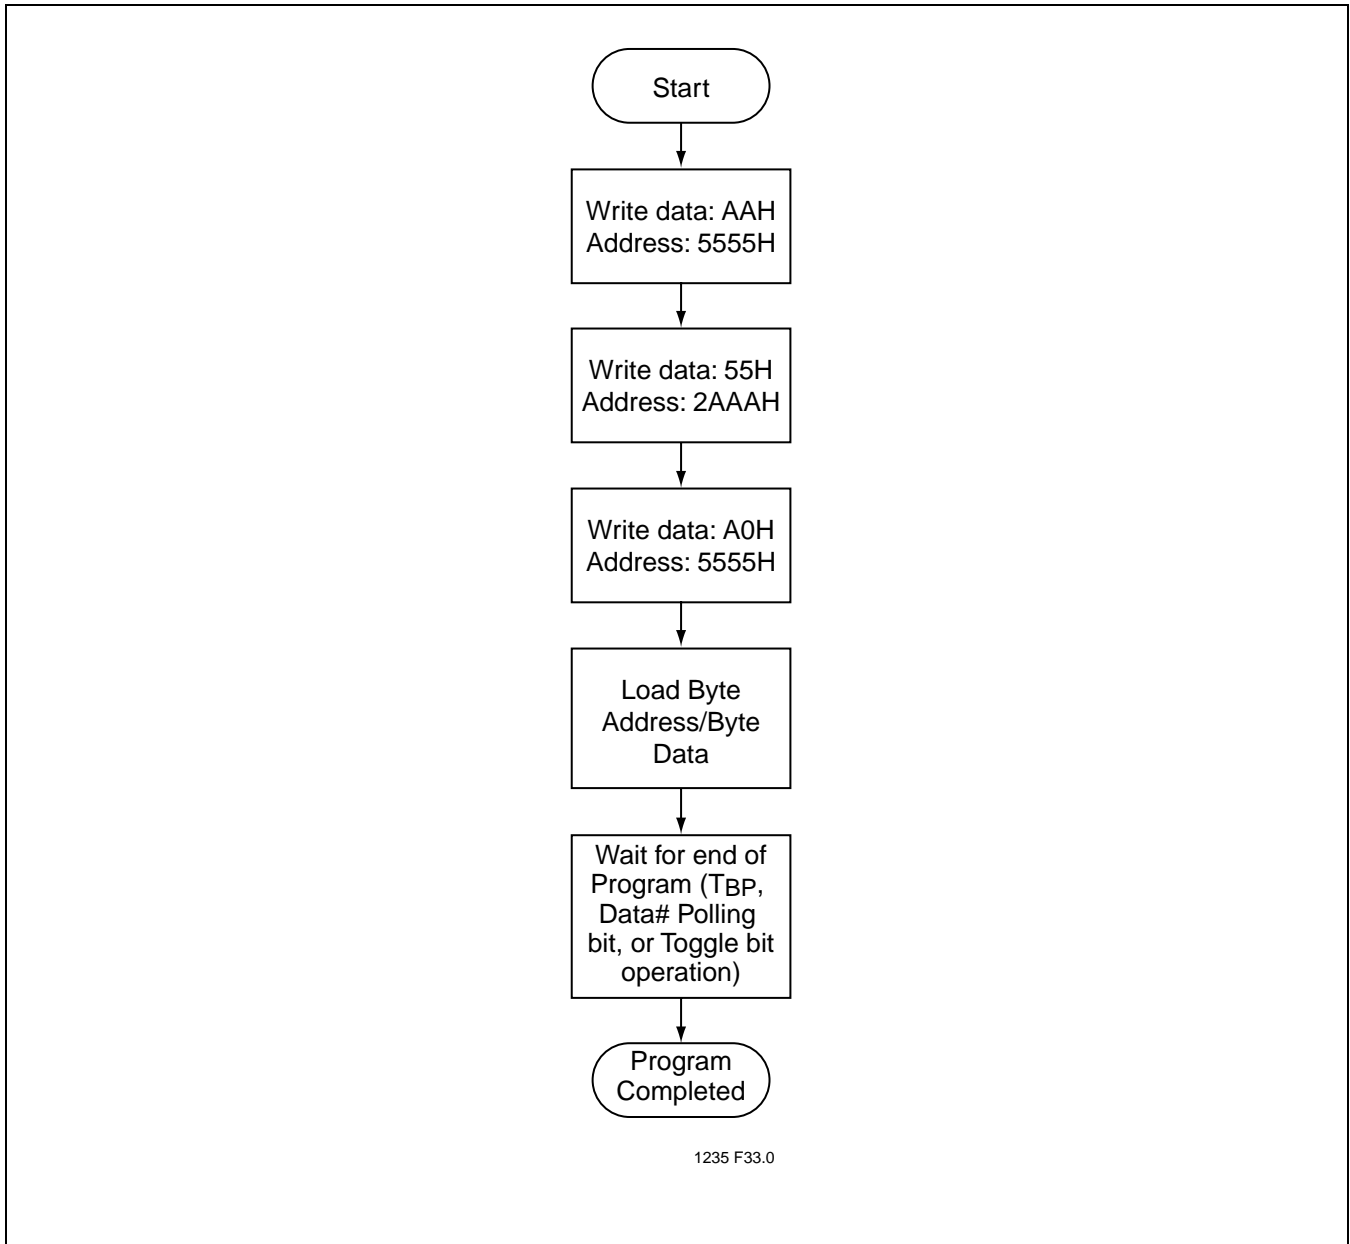 Start
Write data: AAH
Address: 5555H
Write data: 55H
Address: 2AAAH
Write data: A0H
Address: 5555H
Load Byte
Address/Byte
Data
Wait for end of
Program (TBP,
Data# Polling
bit, or Toggle bit
operation)
Program
Completed
1235 F33.0